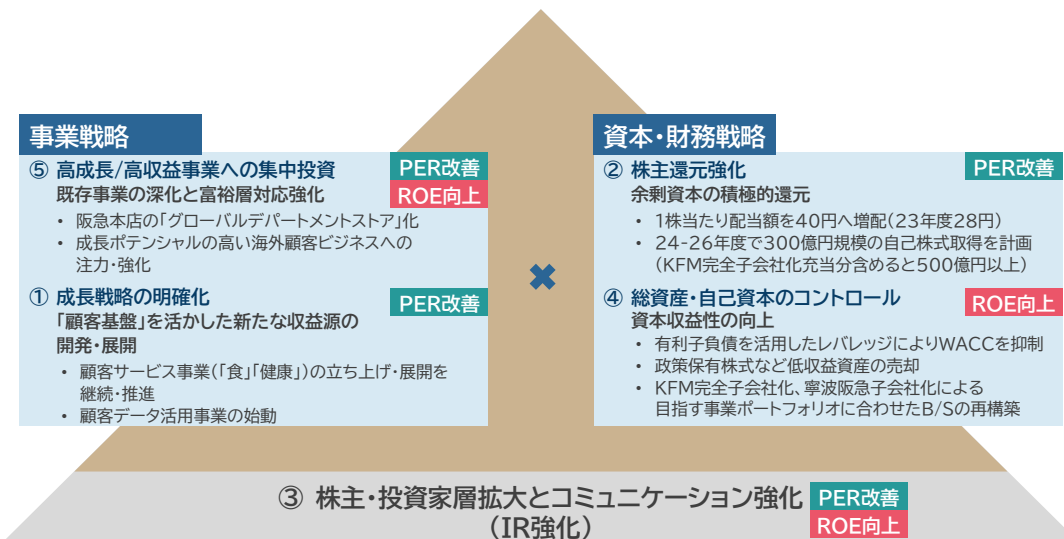 事業戦略
⑤ 高成長/高収益事業への集中投資
PER改善
既存事業の深化と富裕層対応強化
ROE向上
• 阪急本店の「グローバルデパートメントストア」化
• 成長ポテンシャルの高い海外顧客ビジネスへの
注力・強化
① 成長戦略の明確化
PER改善
「顧客基盤」を活かした新たな収益源の
開発・展開
• 顧客サービス事業(「食」「健康」)の立ち上げ・展開を
継続・推進
• 顧客データ活用事業の始動
✖
資本・財務戦略
② 株主還元強化
PER改善
余剰資本の積極的還元
• 1株当たり配当額を40円へ増配(23年度28円)
• 24-26年度で300億円規模の自己株式取得を計画
(KFM完全子会社化充当分含めると500億円以上)
④ 総資産・自己資本のコントロール
ROE向上
資本収益性の向上
• 有利子負債を活用したレバレッジによりWACCを抑制
• 政策保有株式など低収益資産の売却
• KFM完全子会社化、寧波阪急子会社化による
目指す事業ポートフォリオに合わせたB/Sの再構築
③ 株主・投資家層拡大とコミュニケーション強化
PER改善
(IR強化)
ROE向上